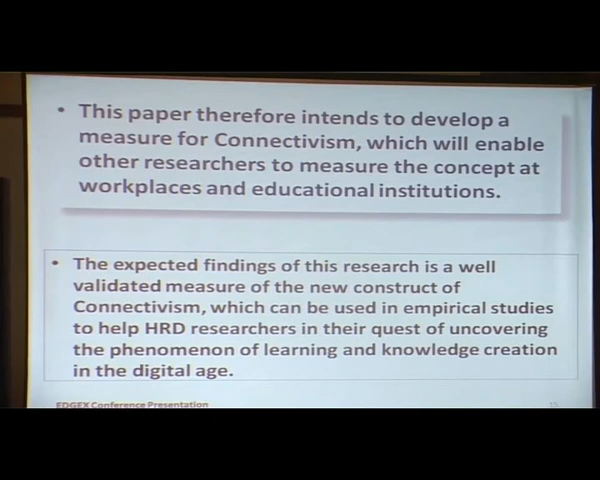 • This paper therefore intends to develop a
measure for Connectivism, which will enable
other researchers to measure the concept at
workplaces and educational institutions.
• The expected findings of this research is a well
validated measure of the new construct of
Connectivism, which can be used in empirical studies
to help HRD researchers in their quest of uncovering
the phenomenon of learning and knowledge creation
in the digital age.
EDGEX Conference Presentation
15